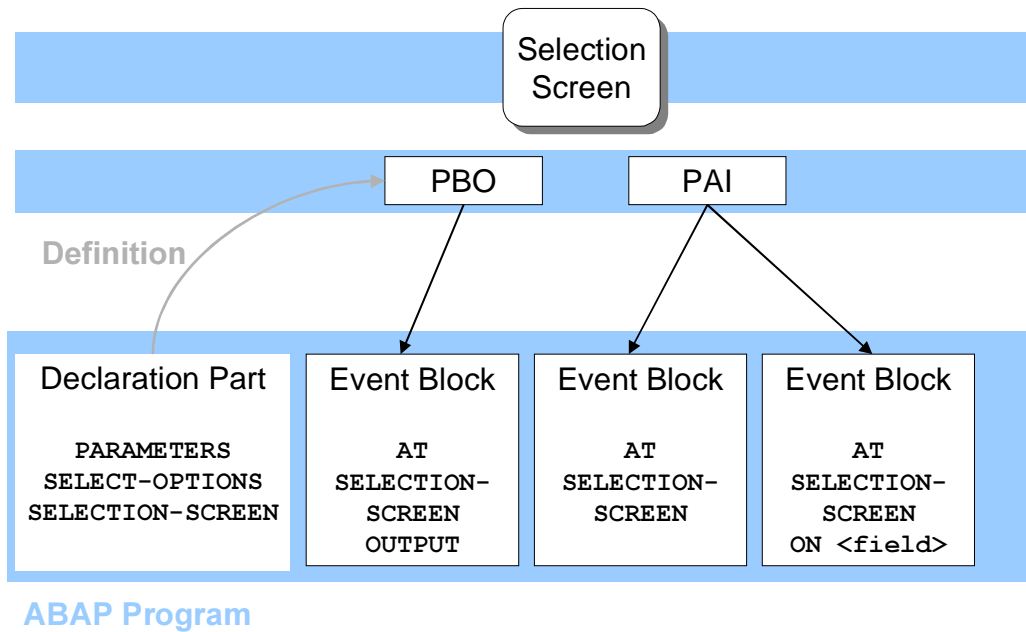 Selection
Screen
PBO
PAI
Definition
Declaration Part
PARAMETERS
SELECT-OPTIONS
SELECTION-SCREEN
Event Block
AT
SELECTION-
SCREEN
OUTPUT
Event Block
AT
SELECTION-
SCREEN
Event Block
AT
SELECTION-
SCREEN
ON <field>
ABAP Program